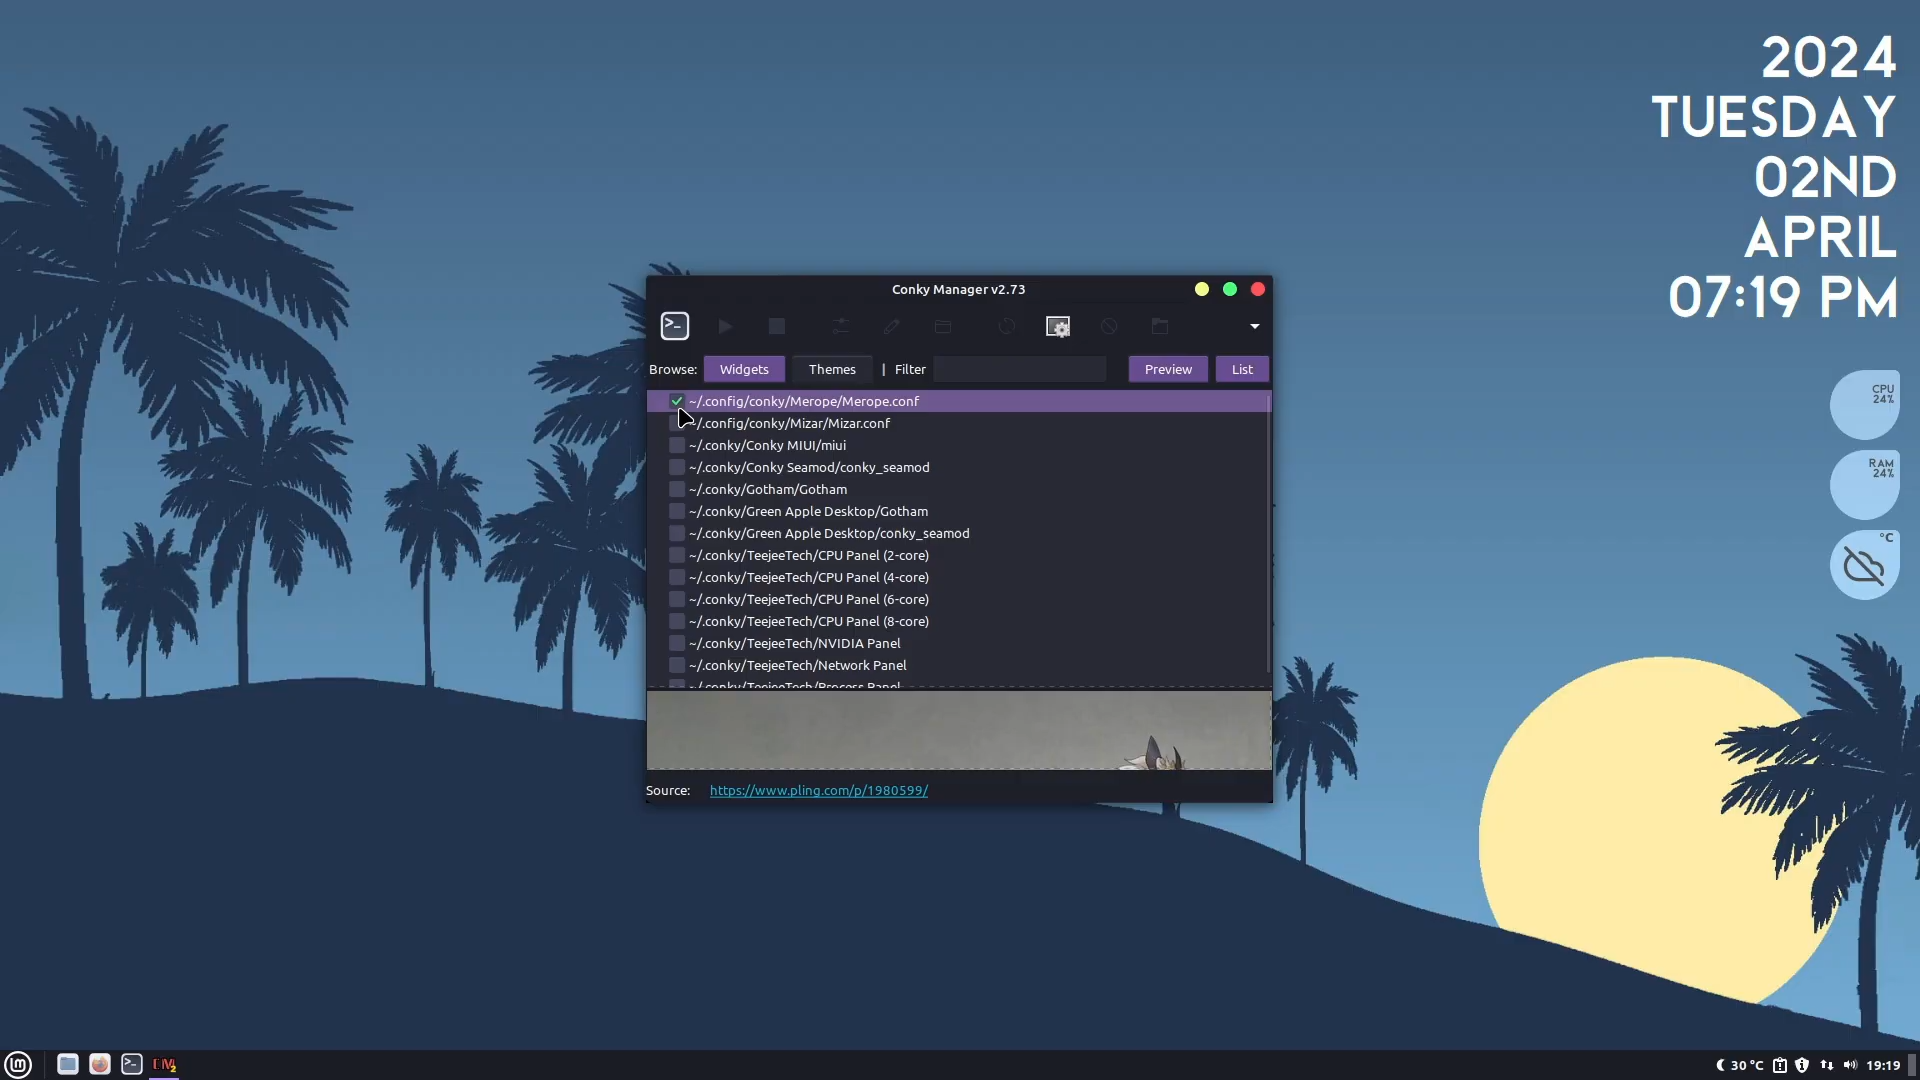 2024
TUESDAY
02ND
APRIL
07:19 PM
CPU
24%
RAM
24%
°C
Conky Manager v2.73
Browse: Widgets Themes | Filter Preview List
~/.config/conky/Merope/Merope.conf
~/.config/conky/Mizar/Mizar.conf
~/.conky/Conky MIUI/miui
~/.conky/Conky Seamod/conky_seamod
~/.conky/Gotham/Gotham
~/.conky/Green Apple Desktop/Gotham
~/.conky/Green Apple Desktop/conky_seamod
~/.conky/TeejeeTech/CPU Panel (2-core)
~/.conky/TeejeeTech/CPU Panel (4-core)
~/.conky/TeejeeTech/CPU Panel (6-core)
~/.conky/TeejeeTech/CPU Panel (8-core)
~/.conky/TeejeeTech/NVIDIA Panel
~/.conky/TeejeeTech/Network Panel
~/.conky/TeejeeTech/Process Panel
Source: https://www.pling.com/p/1980599/
30 °C 19:19